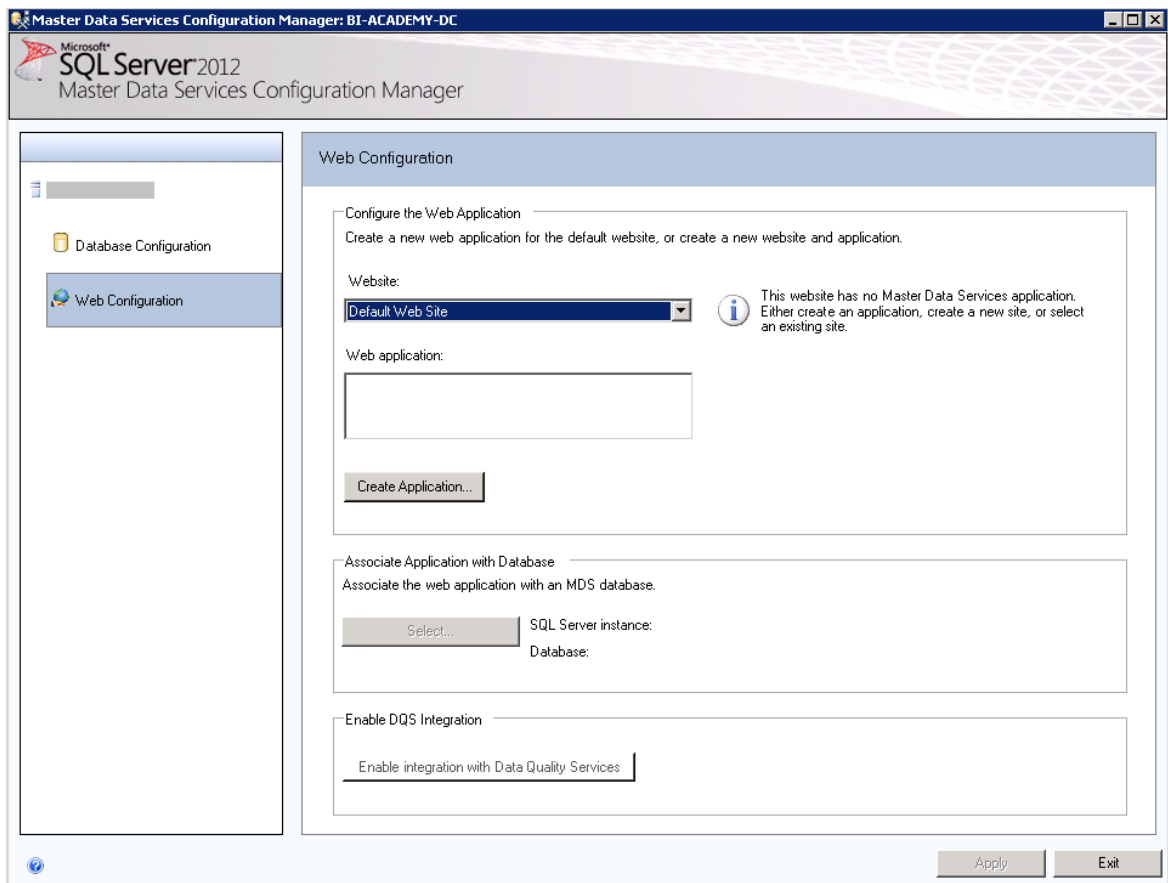 Master Data Services Configuration Manager: BI-ACADEMY-DC
Microsoft®
SQL Server® 2012
Master Data Services Configuration Manager
Database Configuration
Web Configuration
Web Configuration
Configure the Web Application
Create a new web application for the default website, or create a new website and application.
Website:
Default Web Site
This website has no Master Data Services application.
Either create an application, create a new site, or select
an existing site.
Web application:
Create Application...
Associate Application with Database
Associate the web application with an MDS database.
Select...
SQL Server instance:
Database:
Enable DQS Integration
Enable integration with Data Quality Services
Apply
Exit